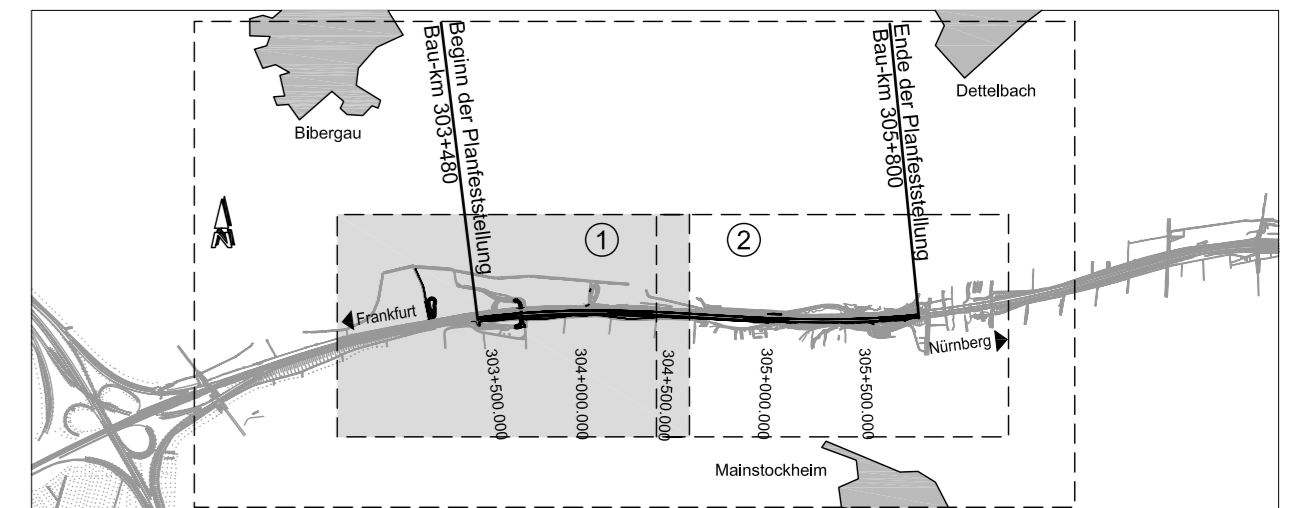 Beginn der Planfeststellung
Bau-km 303+480
Ende der Planfeststellung
Bau-km 305+800
Bibergau
Dettelbach
N
1
2
Frankfurt
Nürnberg
303+500.000
304+000.000
304+500.000
305+000.000
305+500.000
Mainstockheim